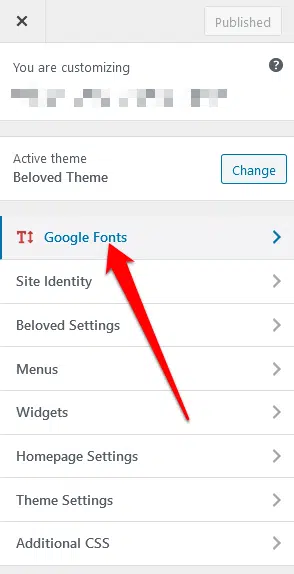 Published
You are customizing
Active theme
Beloved Theme
Change
Google Fonts
Site Identity
Beloved Settings
Menus
Widgets
Homepage Settings
Theme Settings
Additional CSS